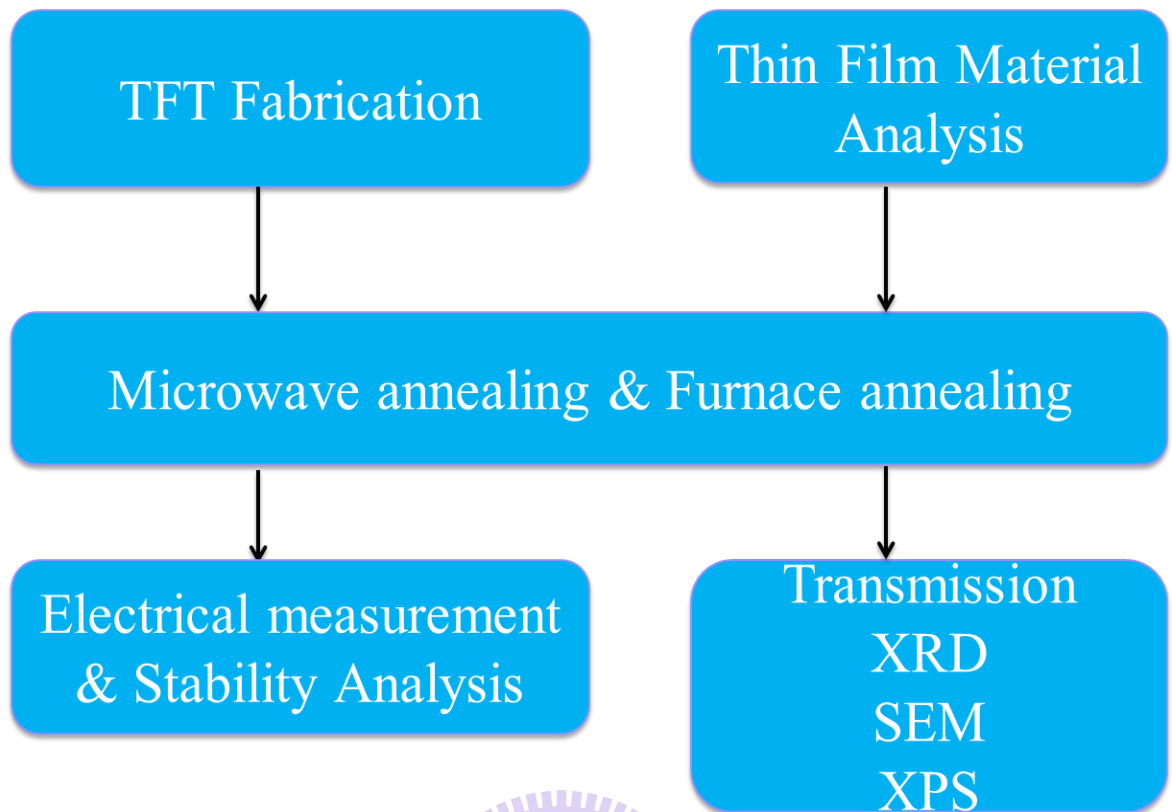 TFT Fabrication
Thin Film Material
Analysis
Microwave annealing & Furnace annealing
Electrical measurement
& Stability Analysis
Transmission
XRD
SEM
XPS